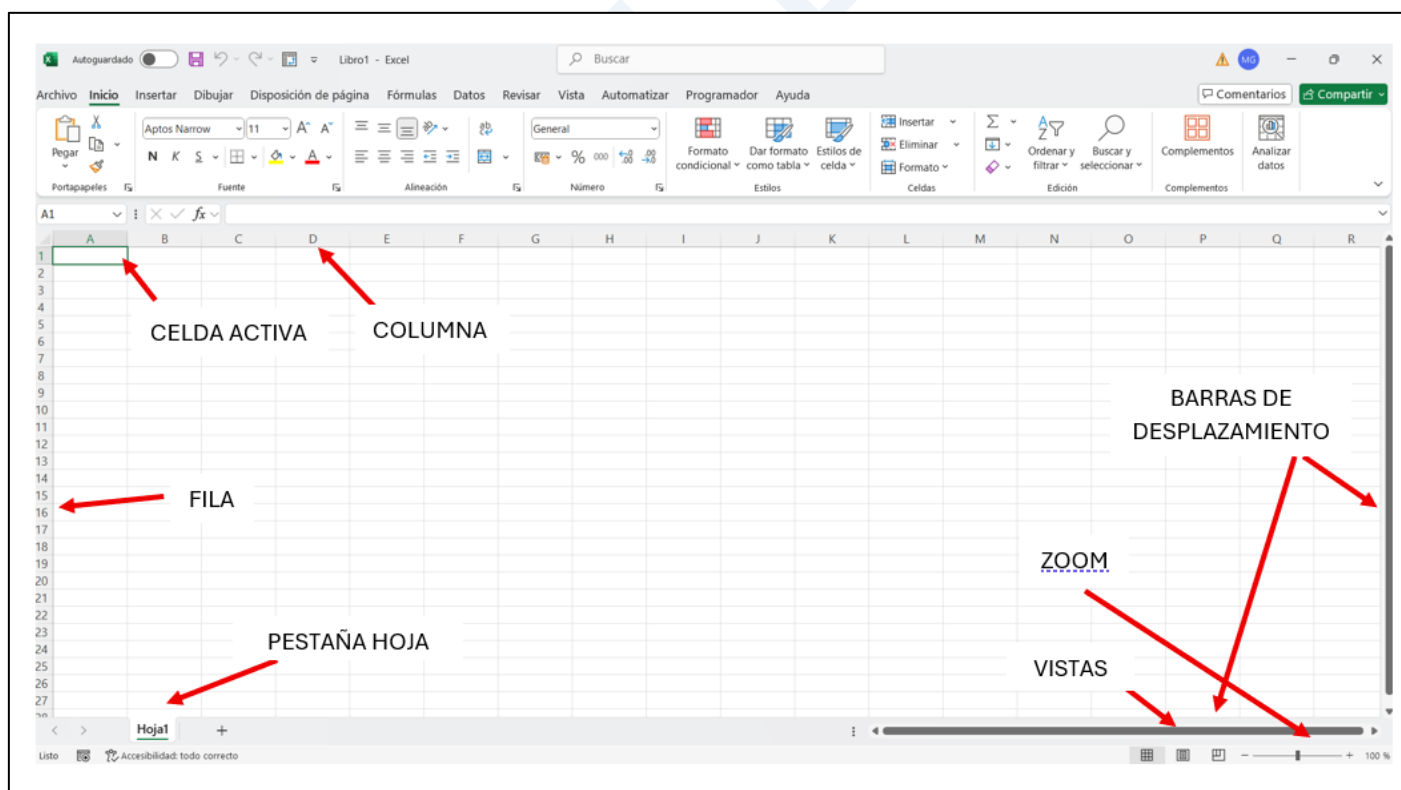 Autoguardado Libro1 - Excel Buscar MG
Archivo Inicio Insertar Dibujar Disposición de página Fórmulas Datos Revisar Vista Automatizar Programador Ayuda Comentarios Compartir
Pegar
Portapapeles
Aptos Narrow 11 A A
N K S A
Fuente
ab
Alineación
General
% 000
Número
Formato condicional
Dar formato como tabla
Estilos de celda
Estilos
Insertar
Eliminar
Formato
Celdas
Ordenar y filtrar
Buscar y seleccionar
Edición
Complementos
Complementos
Analizar datos
A1 fx
A B C D E F G H I J K L M N O P Q R
1
2
3
4
5
6
7
8
9
10
11
12
13
14
15
16
17
18
19
20
21
22
23
24
25
26
27
28
CELDA ACTIVA
COLUMNA
BARRAS DE
DESPLAZAMIENTO
FILA
ZOOM
PESTAÑA HOJA
VISTAS
Hoja1 +
Listo Accesibilidad: todo correcto - + 100 %